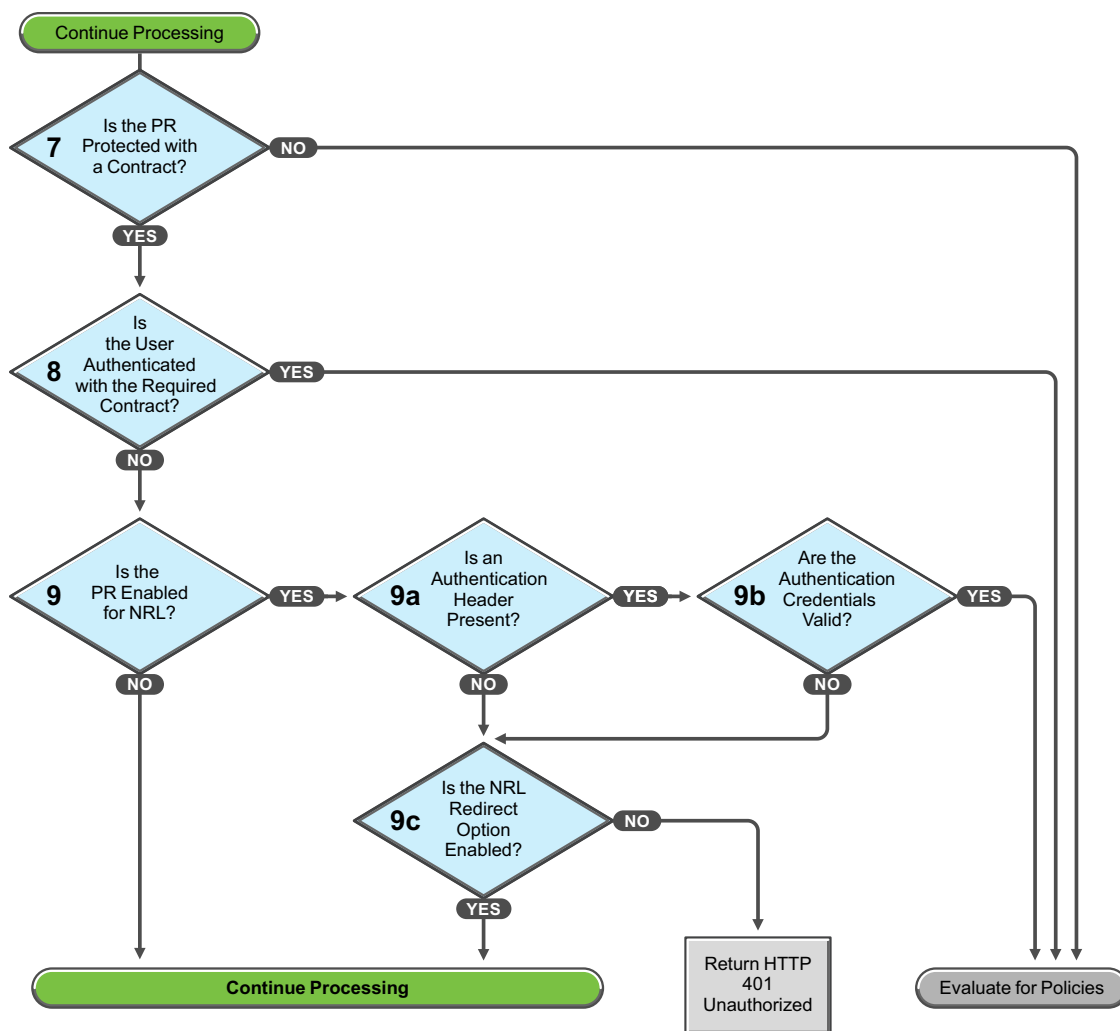 Continue Processing
7
Is the PR
Protected with
a Contract?
NO
YES
8
Is
the User
Authenticated
with the Required
Contract?
YES
NO
9
Is the
PR Enabled
for NRL?
YES
9a
Is an
Authentication
Header
Present?
YES
9b
Are the
Authentication
Credentials
Valid?
YES
NO
NO
NO
9c
Is the NRL
Redirect
Option
Enabled?
NO
YES
Continue Processing
Return HTTP
401
Unauthorized
Evaluate for Policies